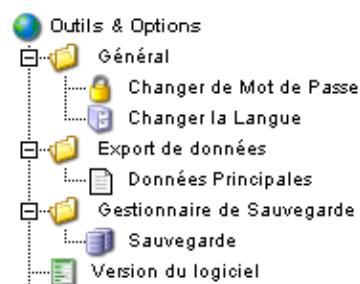 Outils & Options
Général
Changer de Mot de Passe
Changer la Langue
Export de données
Données Principales
Gestionnaire de Sauvegarde
Sauvegarde
Version du logiciel